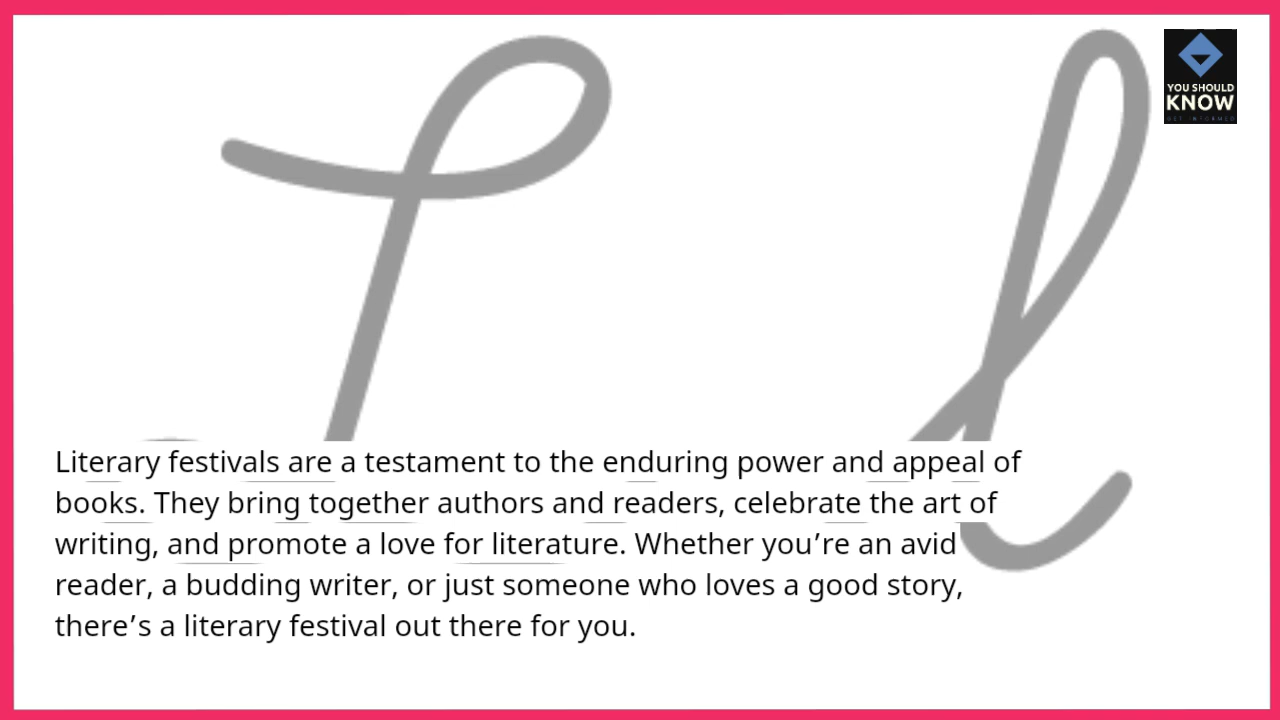 L l
YOU SHOULD
KNOW
GET INFORMED
Literary festivals are a testament to the enduring power and appeal of
books. They bring together authors and readers, celebrate the art of
writing, and promote a love for literature. Whether you’re an avid
reader, a budding writer, or just someone who loves a good story,
there’s a literary festival out there for you.